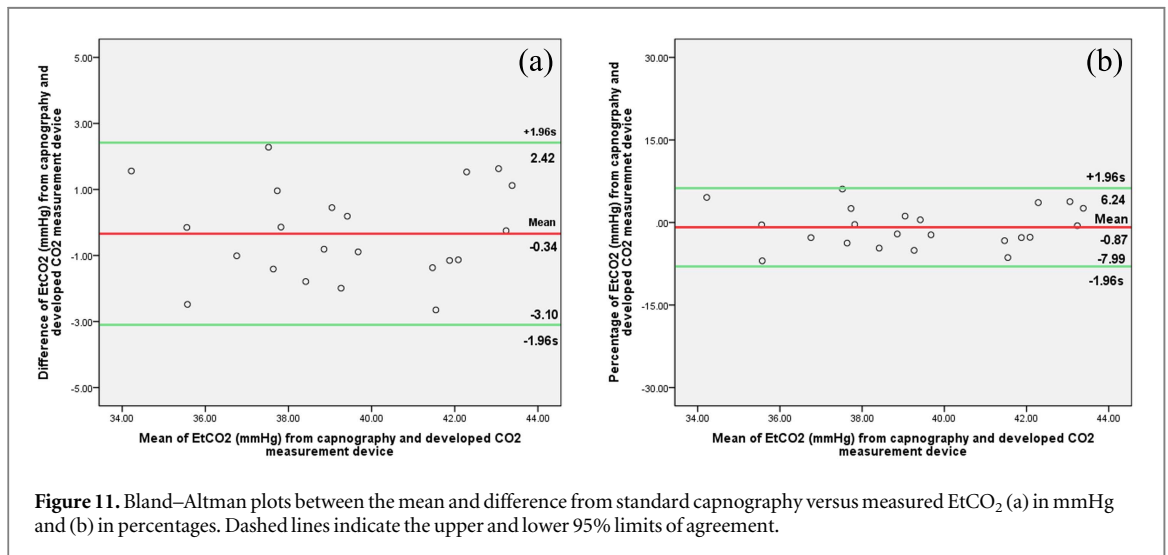 (a)
Difference of EtCO2 (mmHg) from capnogrpahy and
developed CO2 measurement device
5.00
3.00
1.00
-1.00
-3.00
-5.00
+1.96s
2.42
Mean
-0.34
-3.10
-1.96s
34.00 36.00 38.00 40.00 42.00 44.00
Mean of EtCO2 (mmHg) from capnography and developed CO2
measurement device
(b)
Percentage of EtCO2 (mmHg) from capnography and
developed CO2 measuremnet device
30.00
15.00
.00
-15.00
-30.00
+1.96s
6.24
Mean
-0.87
-7.99
-1.96s
34.00 36.00 38.00 40.00 42.00 44.00
Mean of EtCO2 (mmHg) from capnography and developed CO2
measurement device
Figure 11. Bland–Altman plots between the mean and difference from standard capnography versus measured EtCO₂ (a) in mmHg
and (b) in percentages. Dashed lines indicate the upper and lower 95% limits of agreement.